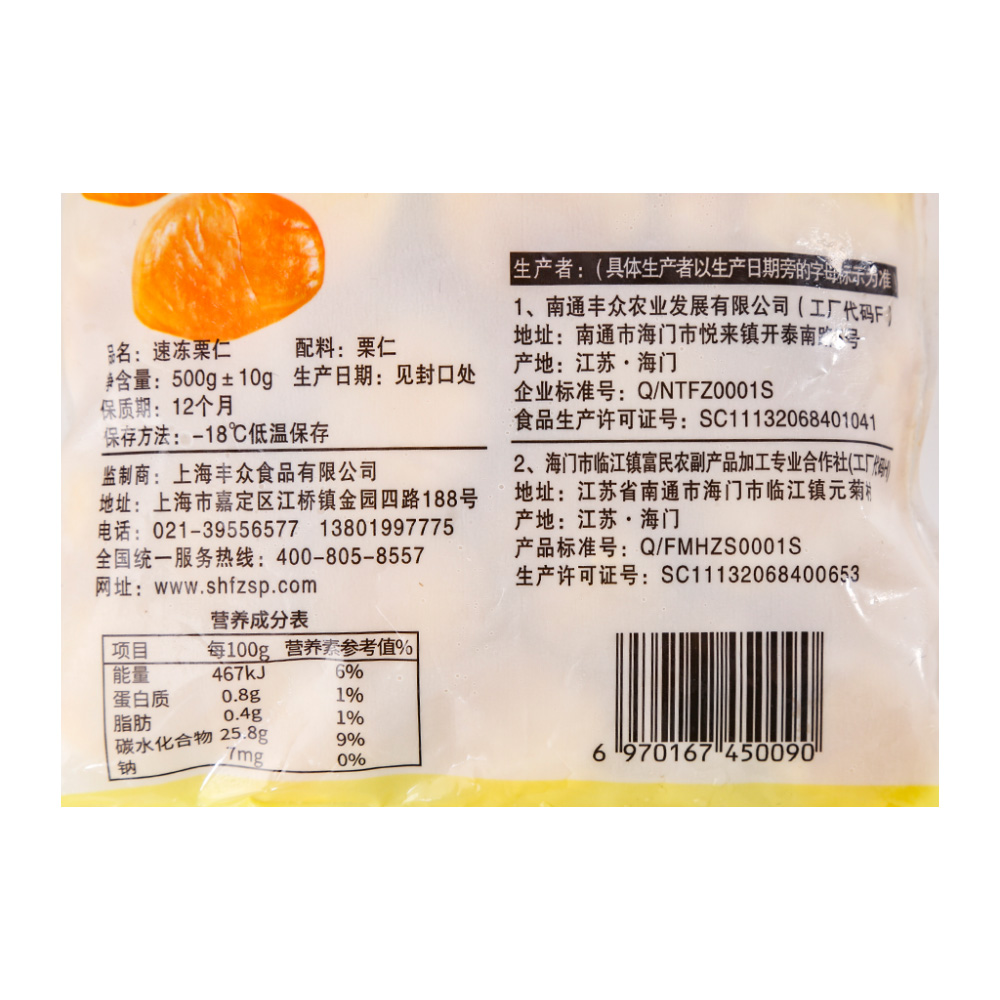 品名：速冻栗仁 配料：栗仁
净含量：500g±10g 生产日期：见封口处
保质期：12个月
保存方法：-18℃低温保存
监制商：上海丰众食品有限公司
地址：上海市嘉定区江桥镇金园四路188号
电话：021-39556577 13801997775
全国统一服务热线：400-805-8557
网址：www.shfzsp.com
营养成分表
项目 每100g 营养素参考值%
能量 467kJ 6%
蛋白质 0.8g 1%
脂肪 0.4g 1%
碳水化合物 25.8g 9%
钠 7mg 0%
生产者：(具体生产者以生产日期旁的字母标示为准
1、南通丰众农业发展有限公司(工厂代码F)
地址：南通市海门市悦来镇开泰南路号
产地：江苏·海门
企业标准号：Q/NTFZ0001S
食品生产许可证号：SC11132068401041
2、海门市临江镇富民农副产品加工专业合作社(工厂代码H)
地址：江苏省南通市海门市临江镇元菊村
产地：江苏·海门
产品标准号：Q/FMHZS0001S
生产许可证号：SC11132068400653
6 970167 450090